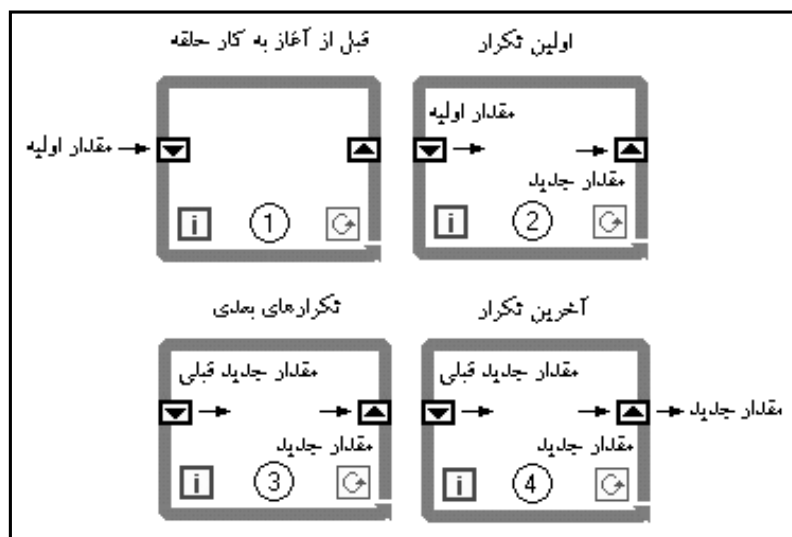 قبل از آغاز به کار حلقه
مقدار اولیه
i
1
اولین تکرار
مقدار اولیه
مقدار جدید
i
2
تکرارهای بعدی
مقدار جدید قبلی
مقدار جدید
i
3
آخرین تکرار
مقدار جدید قبلی
مقدار جدید
مقدار جدید
i
4